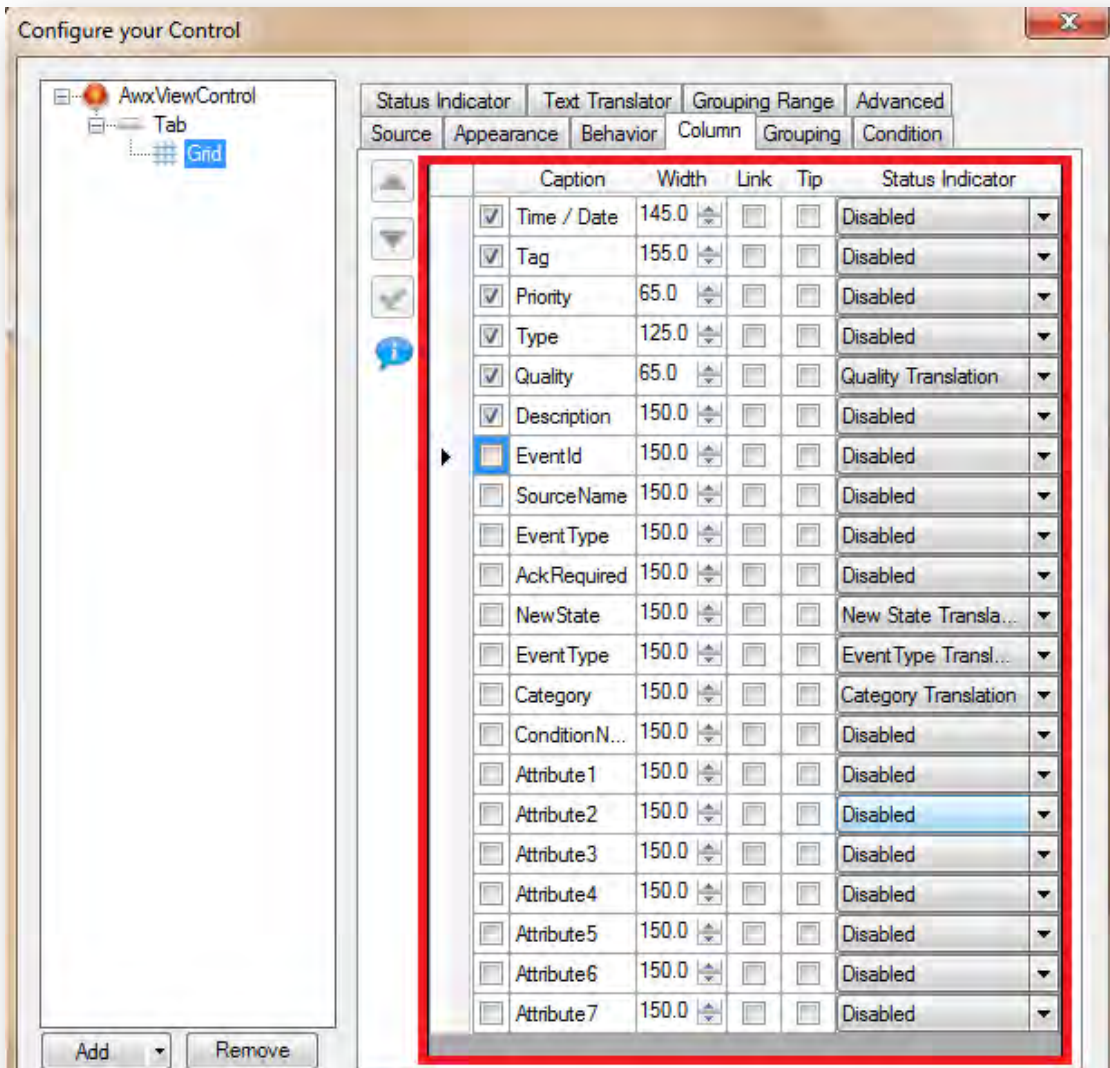 Configure your Control
AwxViewControl
Tab
Grid
Status Indicator Text Translator Grouping Range Advanced
Source Appearance Behavior Column Grouping Condition
Caption Width Link Tip Status Indicator
Time / Date 145.0 Disabled
Tag 155.0 Disabled
Priority 65.0 Disabled
Type 125.0 Disabled
Quality 65.0 Quality Translation
Description 150.0 Disabled
EventId 150.0 Disabled
SourceName 150.0 Disabled
EventType 150.0 Disabled
AckRequired 150.0 Disabled
NewState 150.0 New State Transla...
EventType 150.0 EventType Transl...
Category 150.0 Category Translation
ConditionN... 150.0 Disabled
Attribute1 150.0 Disabled
Attribute2 150.0 Disabled
Attribute3 150.0 Disabled
Attribute4 150.0 Disabled
Attribute5 150.0 Disabled
Attribute6 150.0 Disabled
Attribute7 150.0 Disabled
Add Remove